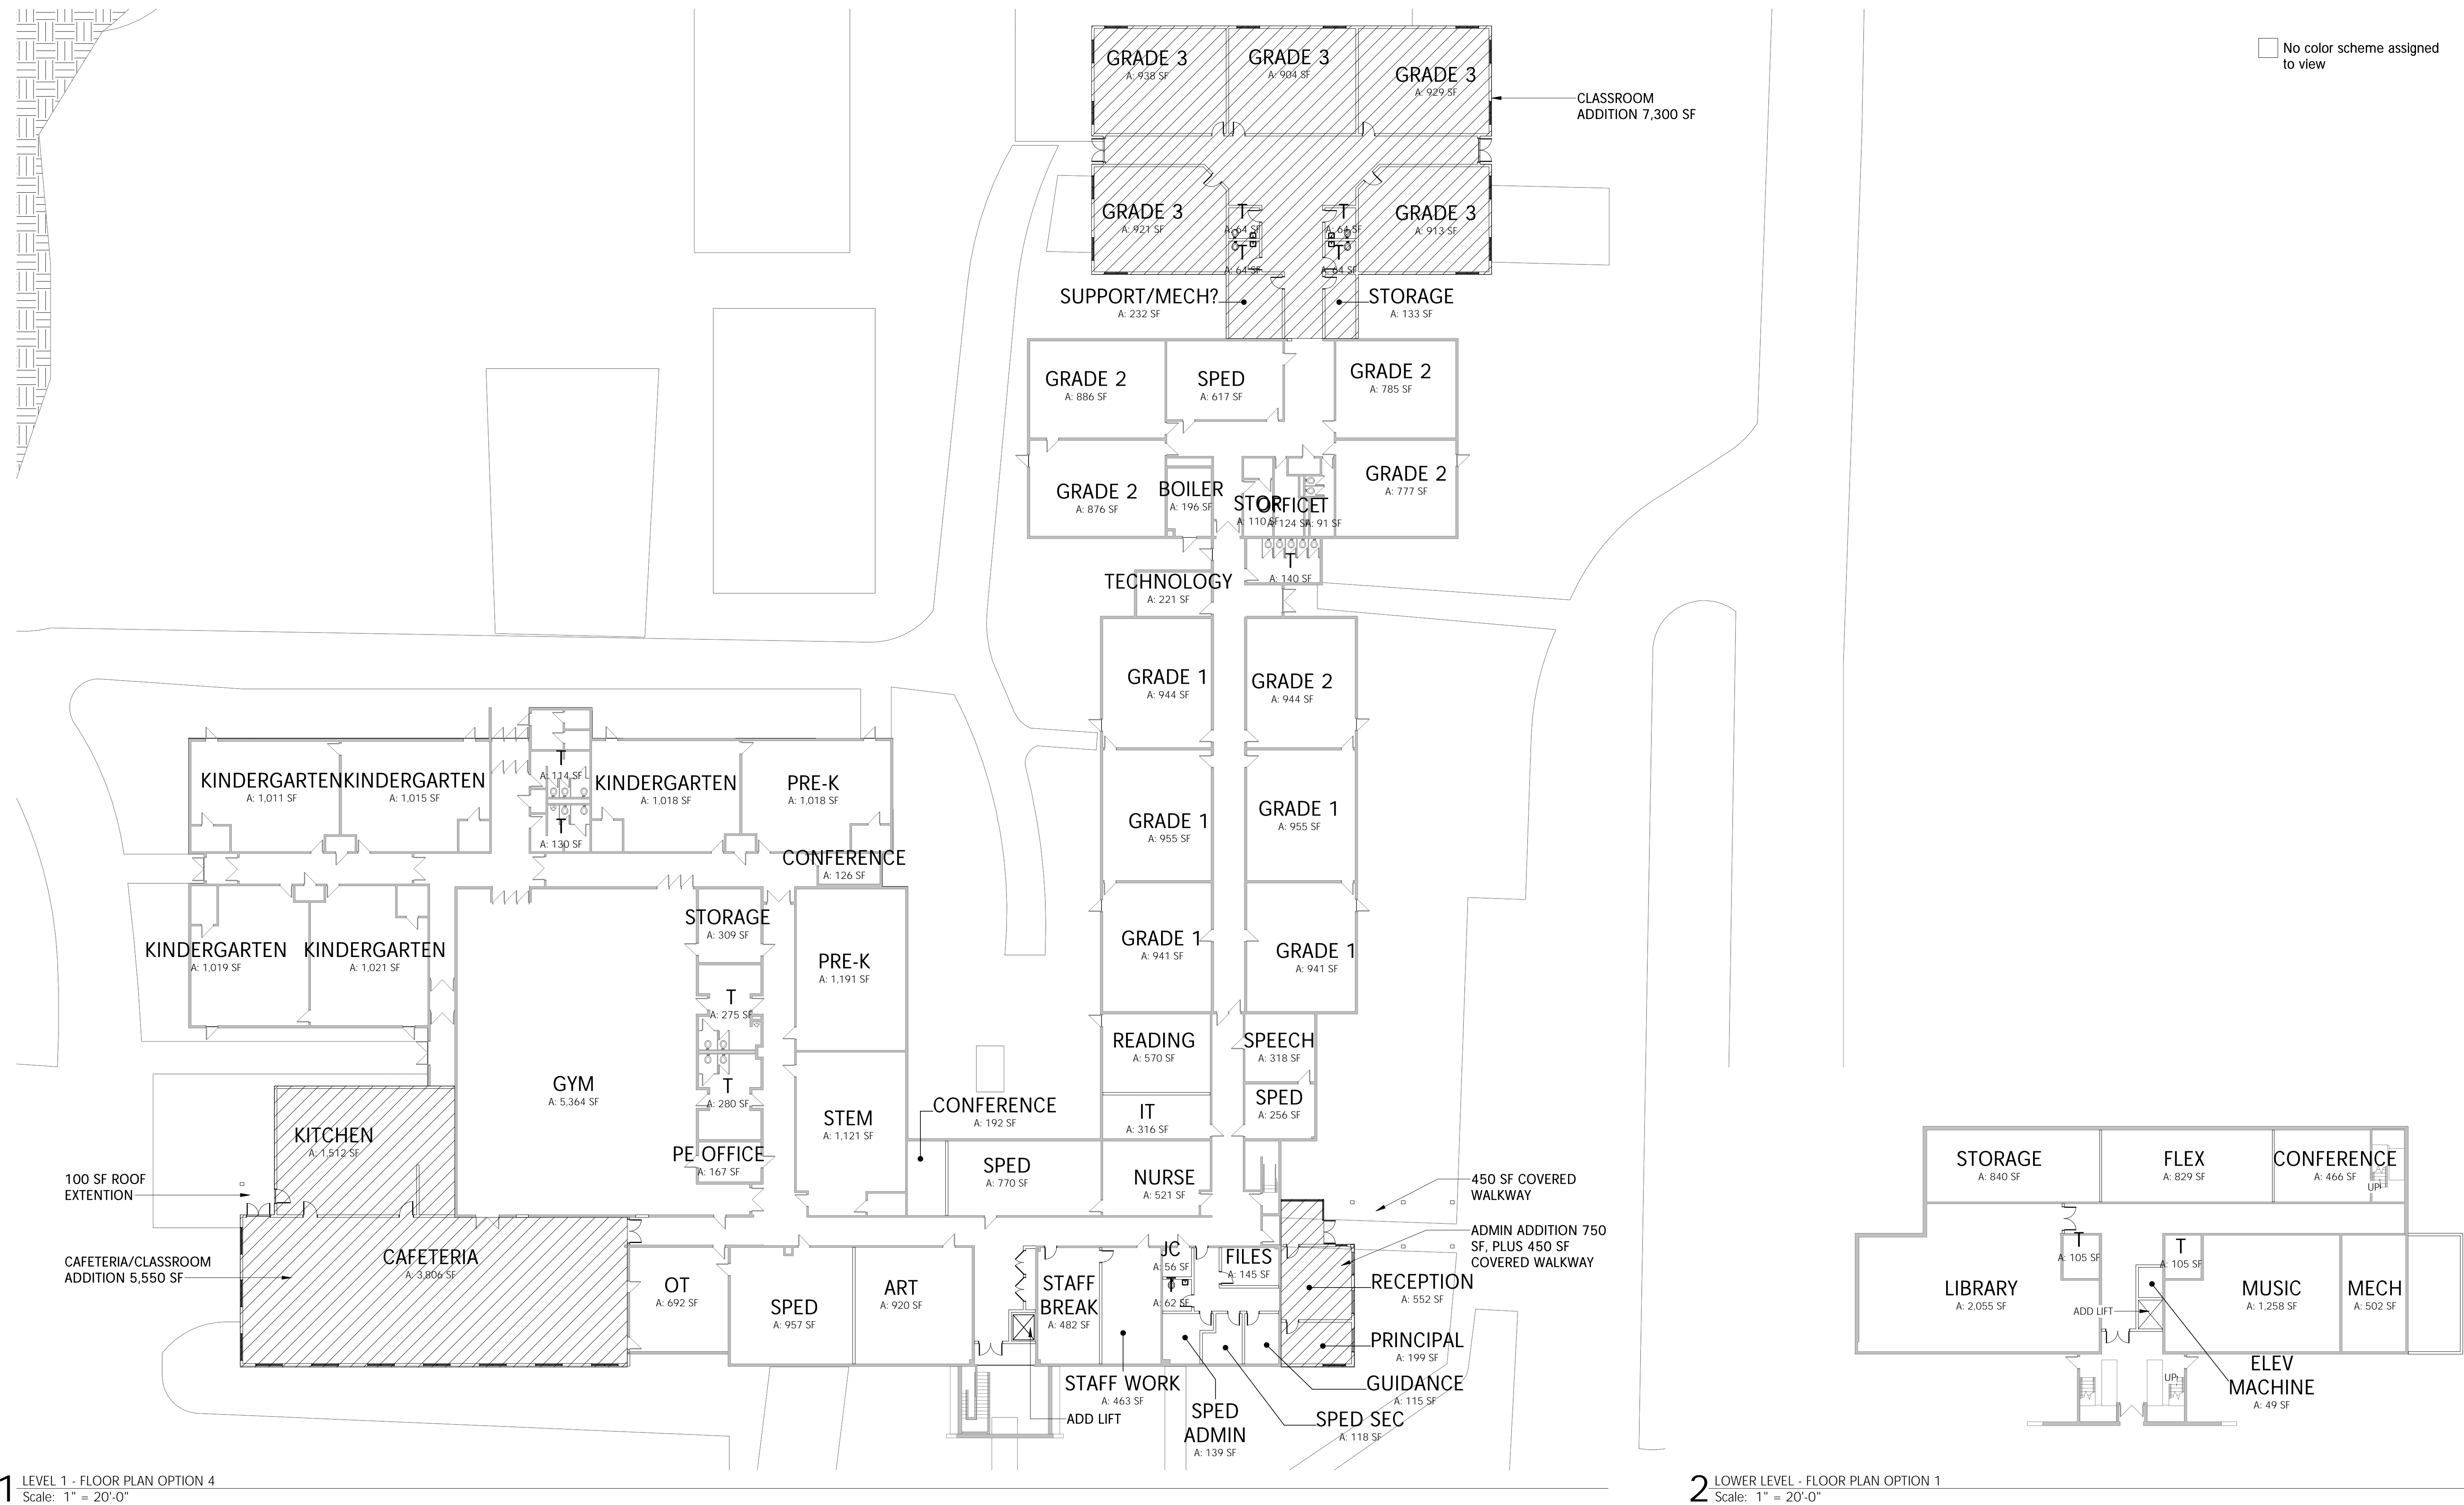 No color scheme assigned
to view
GRADE 3
A: 938 SF
GRADE 3
A: 904 SF
GRADE 3
A: 929 SF
CLASSROOM
ADDITION 7,300 SF
GRADE 3
A: 921 SF
T
A: 64 SF
T
A: 64 SF
T
A: 64 SF
T
A: 64 SF
GRADE 3
A: 913 SF
SUPPORT/MECH?
A: 232 SF
STORAGE
A: 133 SF
GRADE 2
A: 886 SF
SPED
A: 617 SF
GRADE 2
A: 785 SF
GRADE 2
A: 876 SF
BOILER
A: 196 SF
STOR
A: 110 SF
OFFICE
A: 124 SF
T
A: 91 SF
GRADE 2
A: 777 SF
T
A: 140 SF
TECHNOLOGY
A: 221 SF
GRADE 1
A: 944 SF
GRADE 2
A: 944 SF
GRADE 1
A: 955 SF
GRADE 1
A: 955 SF
GRADE 1
A: 941 SF
GRADE 1
A: 941 SF
KINDERGARTEN
A: 1,011 SF
KINDERGARTEN
A: 1,015 SF
T
A: 114 SF
T
A: 130 SF
KINDERGARTEN
A: 1,018 SF
PRE-K
A: 1,018 SF
CONFERENCE
A: 126 SF
KINDERGARTEN
A: 1,019 SF
KINDERGARTEN
A: 1,021 SF
STORAGE
A: 309 SF
PRE-K
A: 1,191 SF
T
A: 275 SF
READING
A: 570 SF
SPEECH
A: 318 SF
GYM
A: 5,364 SF
T
A: 280 SF
STEM
A: 1,121 SF
CONFERENCE
A: 192 SF
IT
A: 316 SF
SPED
A: 256 SF
KITCHEN
A: 1,512 SF
PE OFFICE
A: 167 SF
SPED
A: 770 SF
NURSE
A: 521 SF
100 SF ROOF
EXTENTION
450 SF COVERED
WALKWAY
CAFETERIA/CLASSROOM
ADDITION 5,550 SF
CAFETERIA
A: 3,806 SF
ADMIN ADDITION 750
SF, PLUS 450 SF
COVERED WALKWAY
OT
A: 692 SF
SPED
A: 957 SF
ART
A: 920 SF
STAFF
BREAK
A: 482 SF
JC
A: 56 SF
T
A: 62 SF
FILES
A: 145 SF
RECEPTION
A: 552 SF
PRINCIPAL
A: 199 SF
STAFF WORK
A: 463 SF
GUIDANCE
A: 115 SF
ADD LIFT
SPED
ADMIN
A: 139 SF
SPED SEC
A: 118 SF
1
LEVEL 1 - FLOOR PLAN OPTION 4
Scale: 1" = 20'-0"
STORAGE
A: 840 SF
FLEX
A: 829 SF
CONFERENCE
A: 466 SF
UP
LIBRARY
A: 2,055 SF
T
A: 105 SF
T
A: 105 SF
ADD LIFT
MUSIC
A: 1,258 SF
MECH
A: 502 SF
UP
ELEV
MACHINE
A: 49 SF
2
LOWER LEVEL - FLOOR PLAN OPTION 1
Scale: 1" = 20'-0"